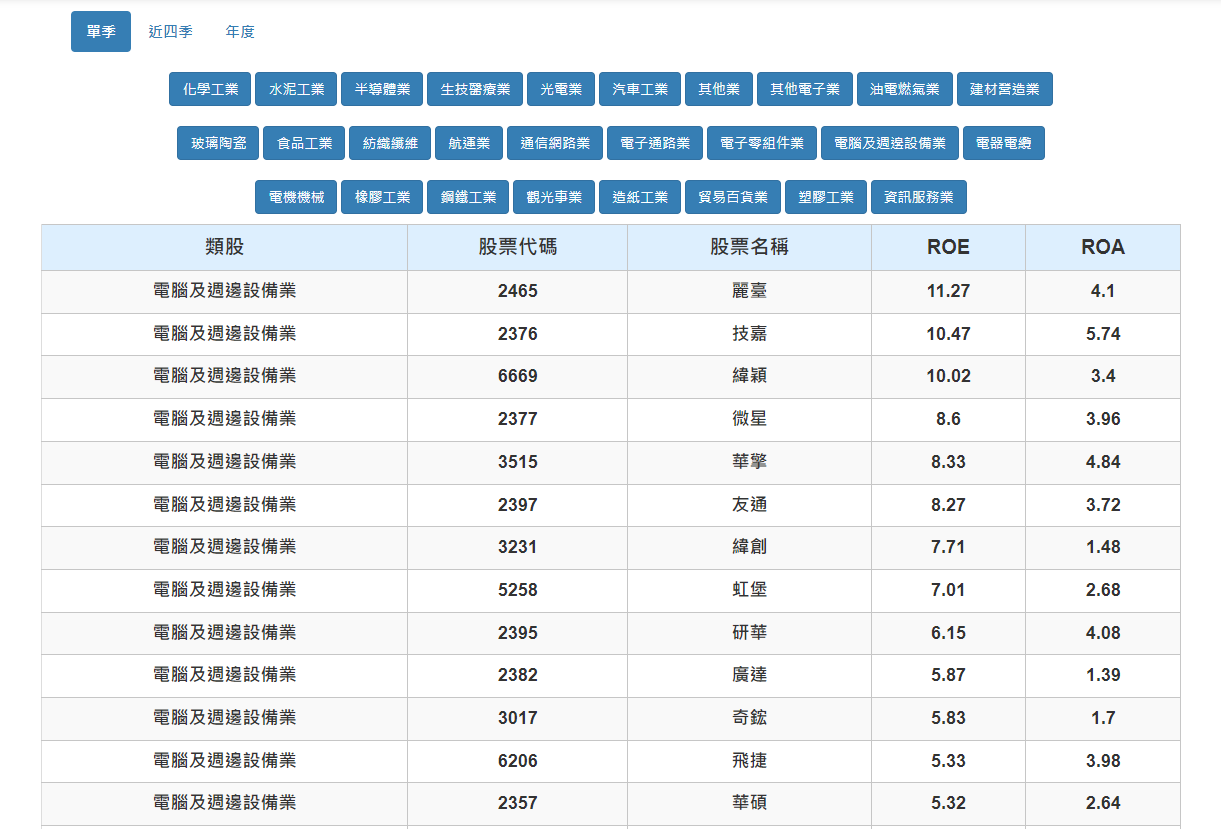 單季 近四季 年度
化學工業 水泥工業 半導體業 生技醫療業 光電業 汽車工業 其他業 其他電子業 油電燃氣業 建材營造業
玻璃陶瓷 食品工業 紡織纖維 航運業 通信網路業 電子通路業 電子零組件業 電腦及週邊設備業 電器電纜
電機機械 橡膠工業 鋼鐵工業 觀光事業 造紙工業 貿易百貨業 塑膠工業 資訊服務業
類股 股票代碼 股票名稱 ROE ROA
電腦及週邊設備業 2465 麗臺 11.27 4.1
電腦及週邊設備業 2376 技嘉 10.47 5.74
電腦及週邊設備業 6669 緯穎 10.02 3.4
電腦及週邊設備業 2377 微星 8.6 3.96
電腦及週邊設備業 3515 華擎 8.33 4.84
電腦及週邊設備業 2397 友通 8.27 3.72
電腦及週邊設備業 3231 緯創 7.71 1.48
電腦及週邊設備業 5258 虹堡 7.01 2.68
電腦及週邊設備業 2395 研華 6.15 4.08
電腦及週邊設備業 2382 廣達 5.87 1.39
電腦及週邊設備業 3017 奇鋐 5.83 1.7
電腦及週邊設備業 6206 飛捷 5.33 3.98
電腦及週邊設備業 2357 華碩 5.32 2.64